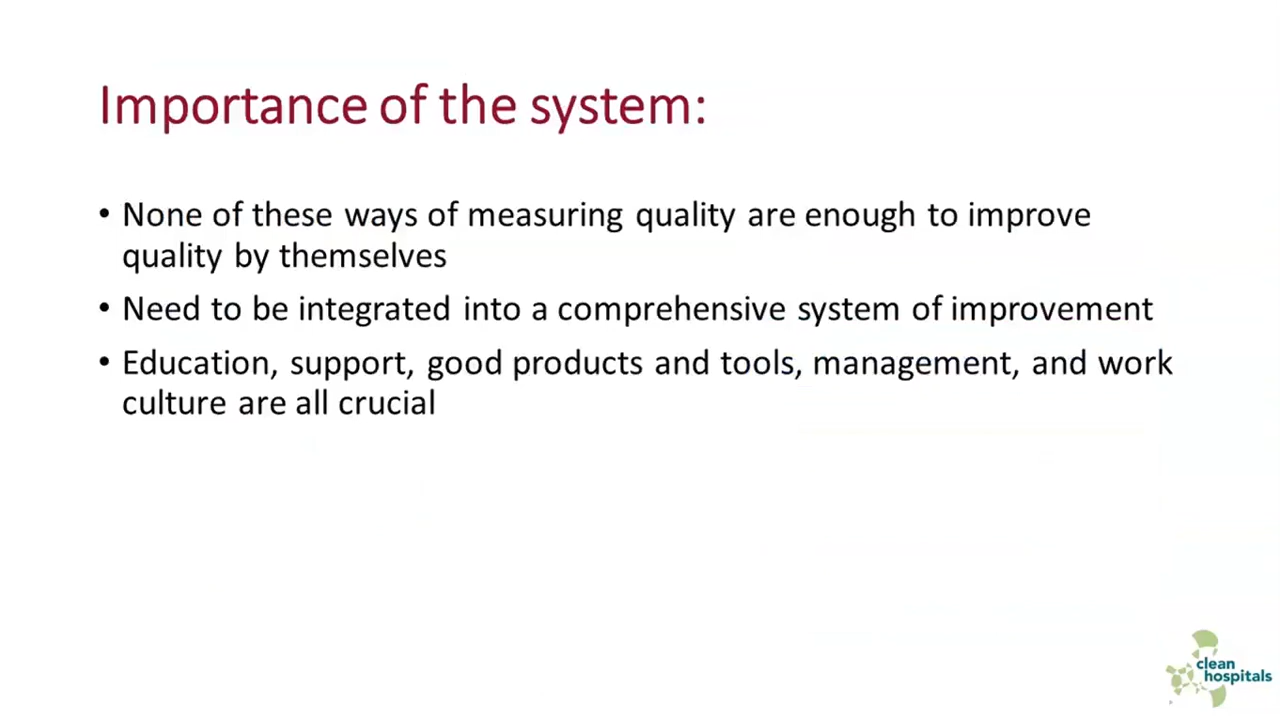 Importance of the system:
• None of these ways of measuring quality are enough to improve
quality by themselves
• Need to be integrated into a comprehensive system of improvement
• Education, support, good products and tools, management, and work
culture are all crucial
clean
hospitals